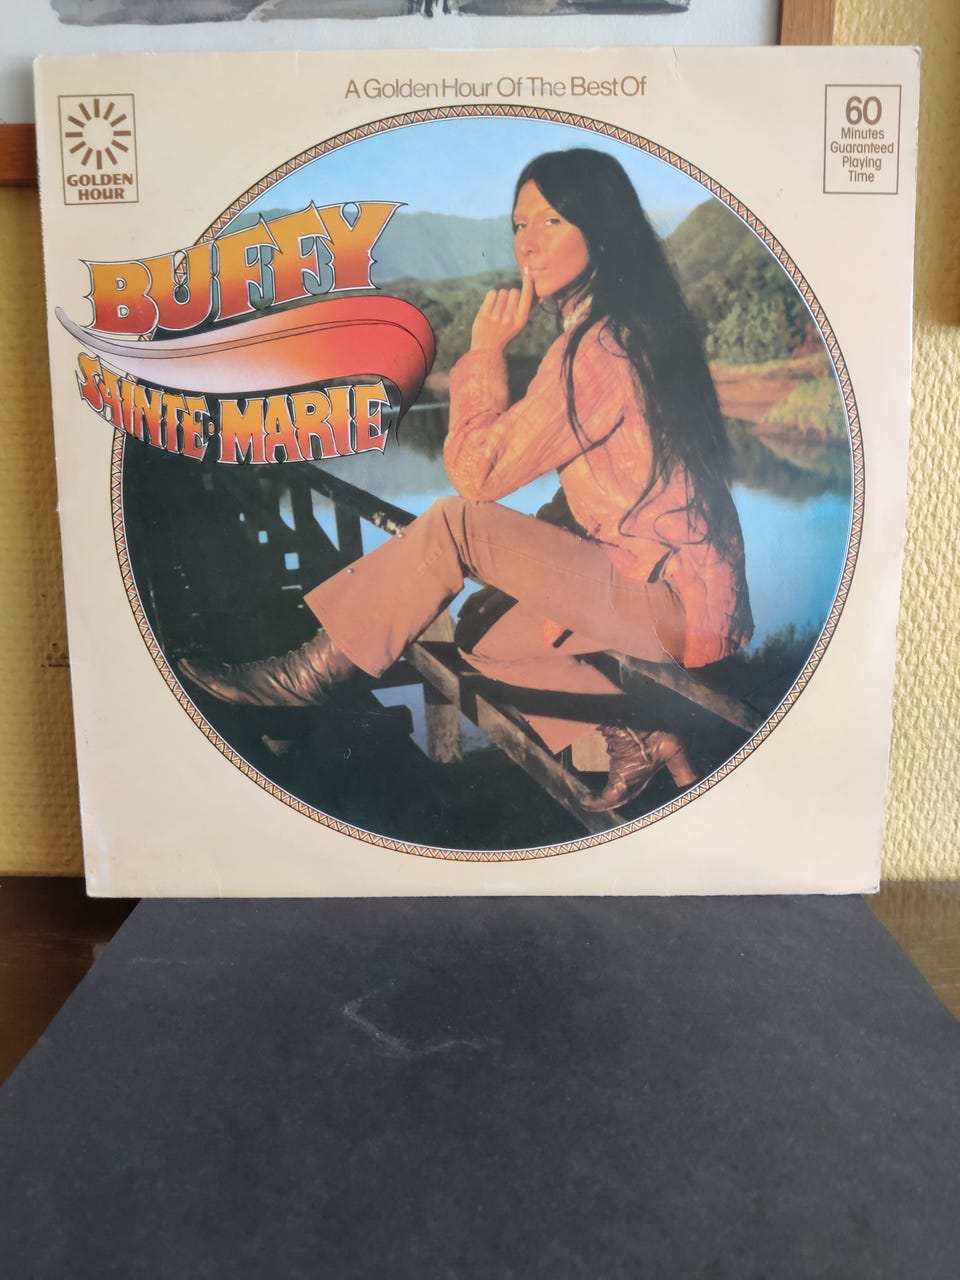 A Golden Hour Of The Best Of
GOLDEN
HOUR
60
Minutes
Guaranteed
Playing
Time
BUFFY
SAINTE-MARIE